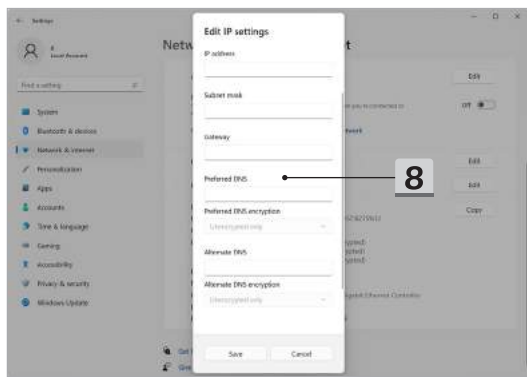 Settings
Local Account
Find a setting
System
Bluetooth & devices
Network & internet
Personalization
Apps
Accounts
Time & language
Gaming
Accessibility
Privacy & security
Windows Update
Netw
t
Edit
Off
Edit
Edit
Copy
Edit IP settings
IP address
Subnet mask
Gateway
Preferred DNS
8
Preferred DNS encryption
Unencrypted only
Alternate DNS
Alternate DNS encryption
Unencrypted only
Save
Cancel
Get
Give